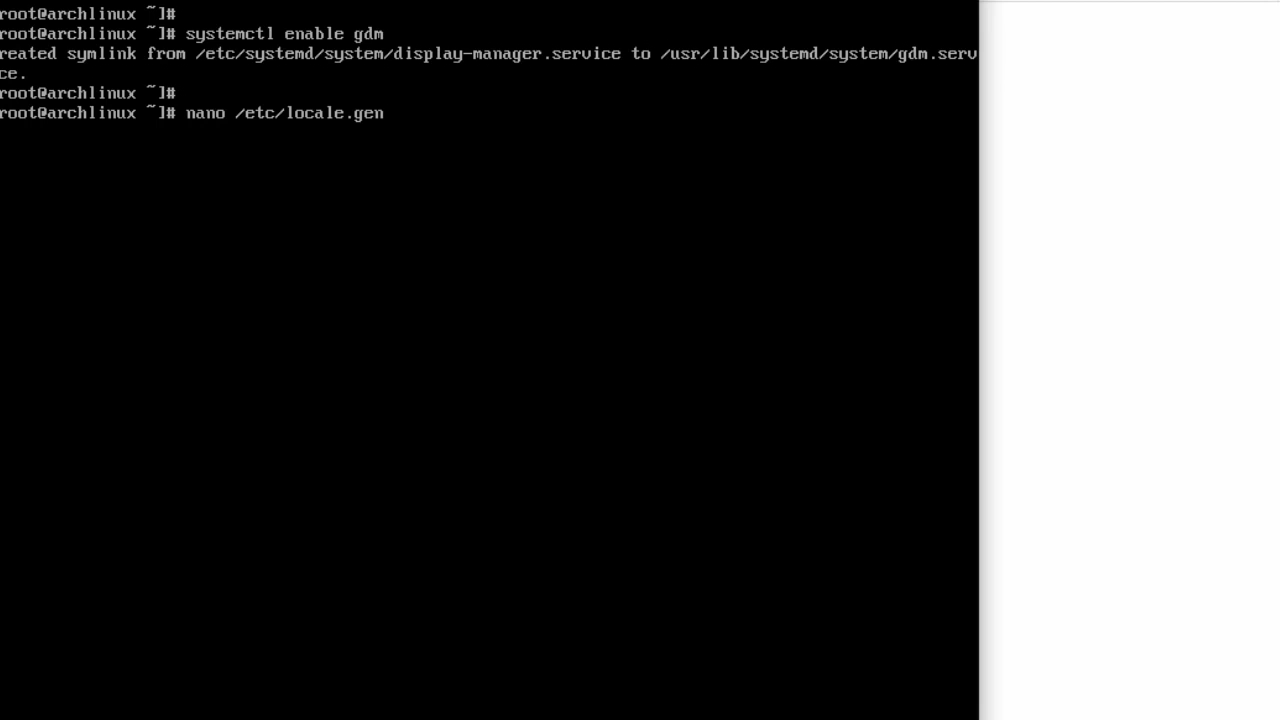 root@archlinux ~]#
root@archlinux ~]# systemctl enable gdm
reated symlink from /etc/systemd/system/display-manager.service to /usr/lib/systemd/system/gdm.serv
ce.
root@archlinux ~]#
root@archlinux ~]# nano /etc/locale.gen